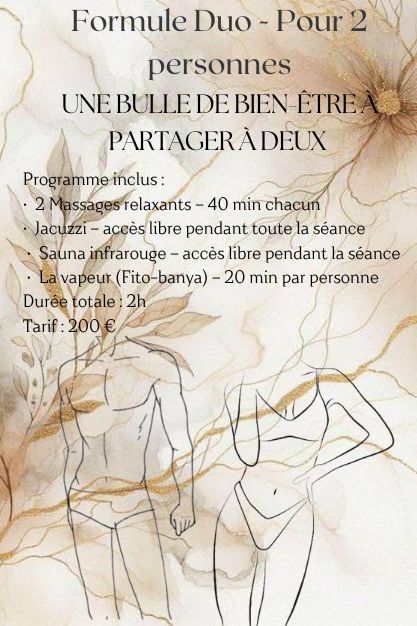 Formule Duo - Pour 2
personnes
UNE BULLE DE BIEN-ÊTRE À
PARTAGER À DEUX
Programme inclus :
• 2 Massages relaxants – 40 min chacun
• Jacuzzi – accès libre pendant toute la séance
• Sauna infrarouge – accès libre pendant la séance
• La vapeur (Fito-banya) – 20 min par personne
Durée totale : 2h
Tarif : 200 €